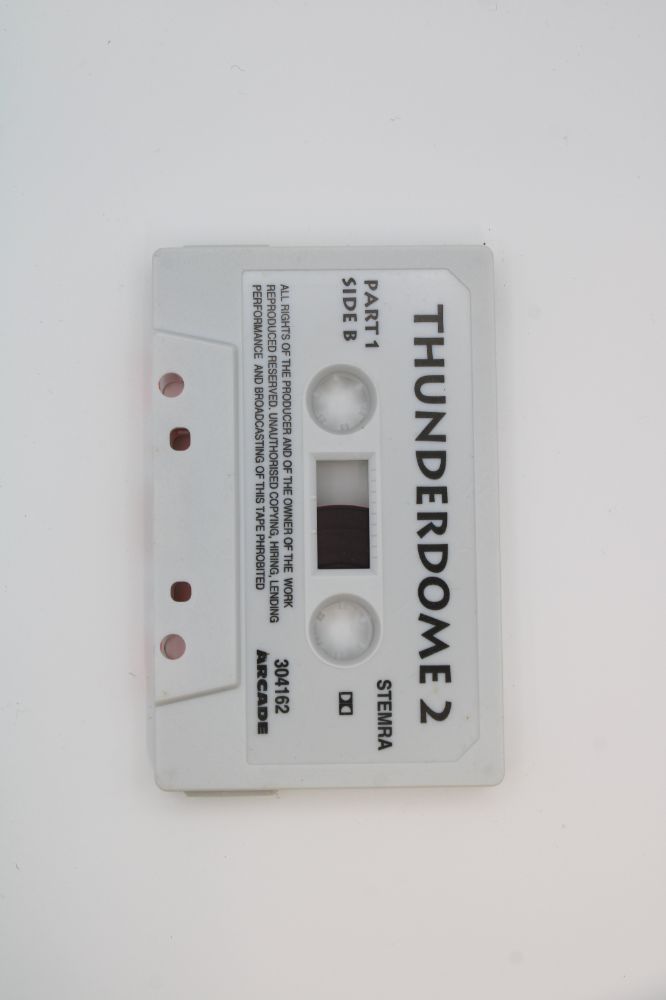 THUNDERDOME 2
PART 1
SIDE B
STEMRA
ALL RIGHTS OF THE PRODUCER AND OF THE OWNER OF THE WORK
REPRODUCED RESERVED. UNAUTHORISED COPYING, HIRING, LENDING
PERFORMANCE AND BROADCASTING OF THIS TAPE PHROBITED
304162
ARCADE